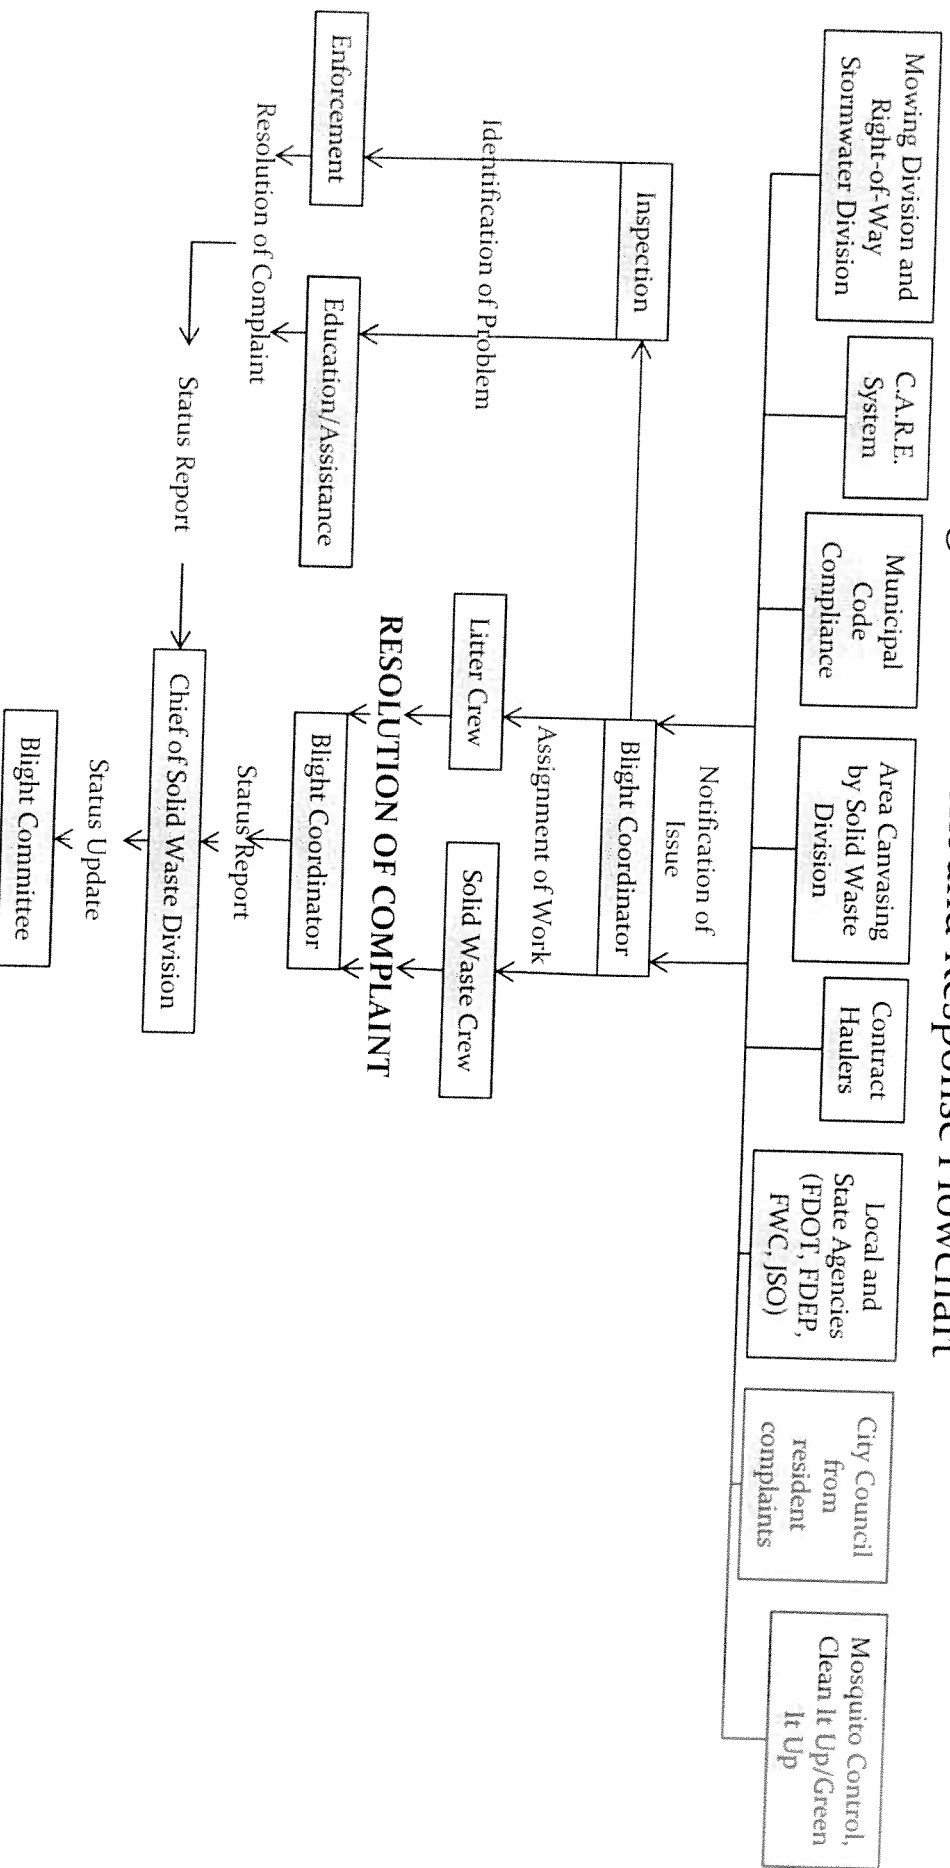 Response Flowchart
Mowing Division and
Right-of-Way
Stormwater Division
C.A.R.E.
System
Municipal
Code
Compliance
Area Canvasing
by Solid Waste
Division
Contract
Haulers
Local and
State Agencies
(FDOT, FDEP,
FWC, JSO)
City Council
from
resident
complaints
Mosquito Control,
Clean It Up/Green
It Up
Notification of
Issue
Inspection
Blight Coordinator
Identification of Problem
Assignment of Work
Litter Crew
Solid Waste Crew
Enforcement
Education/Assistance
RESOLUTION OF COMPLAINT
Resolution of Complaint
Blight Coordinator
Status Report
Status Report
Chief of Solid Waste Division
Status Update
Blight Committee